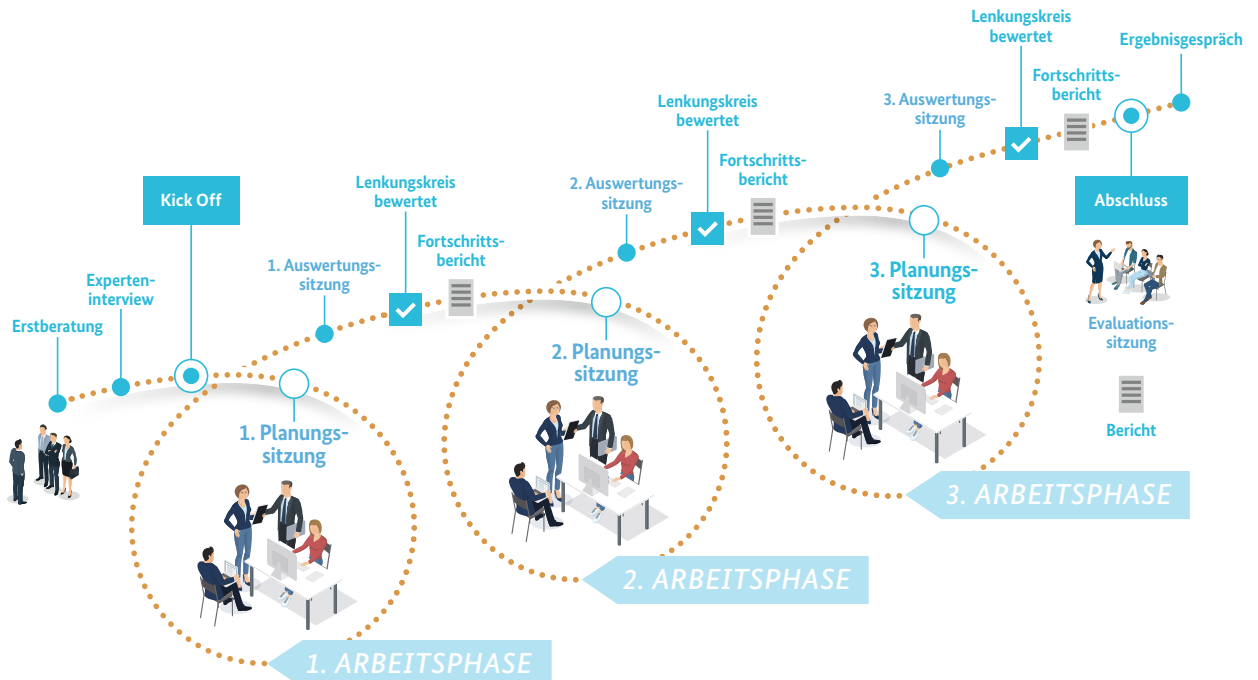 Erstberatung
Experten-
interview
Kick Off
1. Planungs-
sitzung
1. ARBEITSPHASE
1. Auswertungs-
sitzung
Lenkungskreis
bewertet
Fortschritts-
bericht
2. Planungs-
sitzung
2. ARBEITSPHASE
2. Auswertungs-
sitzung
Lenkungskreis
bewertet
Fortschritts-
bericht
3. Planungs-
sitzung
3. ARBEITSPHASE
3. Auswertungs-
sitzung
Lenkungskreis
bewertet
Fortschritts-
bericht
Abschluss
Evaluations-
sitzung
Bericht
Ergebnisgespräch